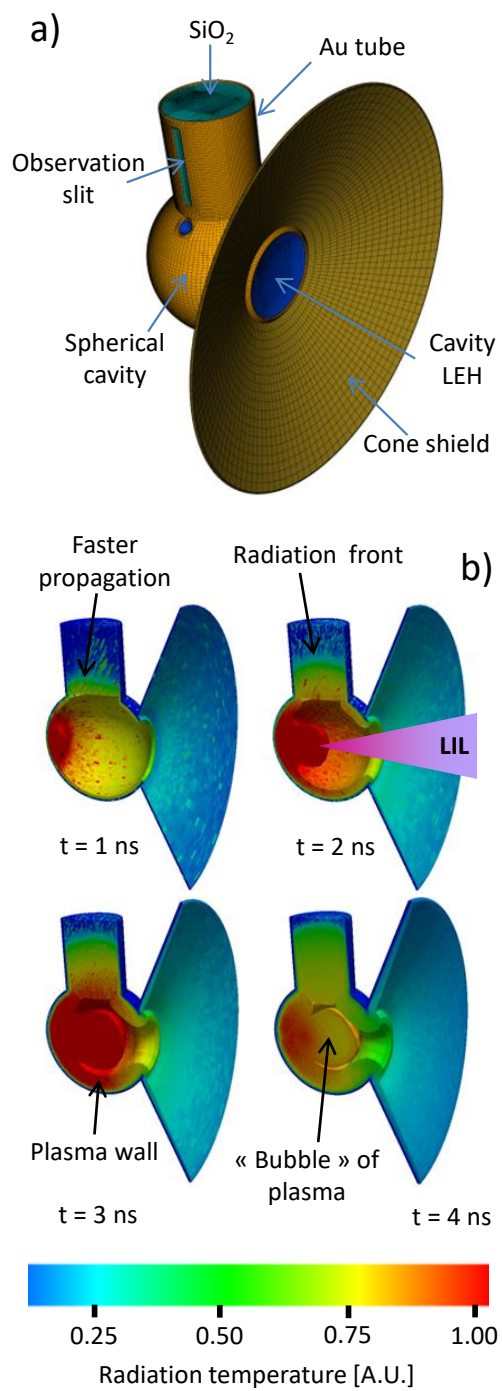 a)
SiO₂
Au tube
Observation
slit
Spherical
cavity
Cavity
LEH
Cone shield
b)
Faster
propagation
Radiation front
LIL
t = 1 ns
t = 2 ns
Plasma wall
« Bubble » of
plasma
t = 3 ns
t = 4 ns
0.25 0.50 0.75 1.00
Radiation temperature [A.U.]